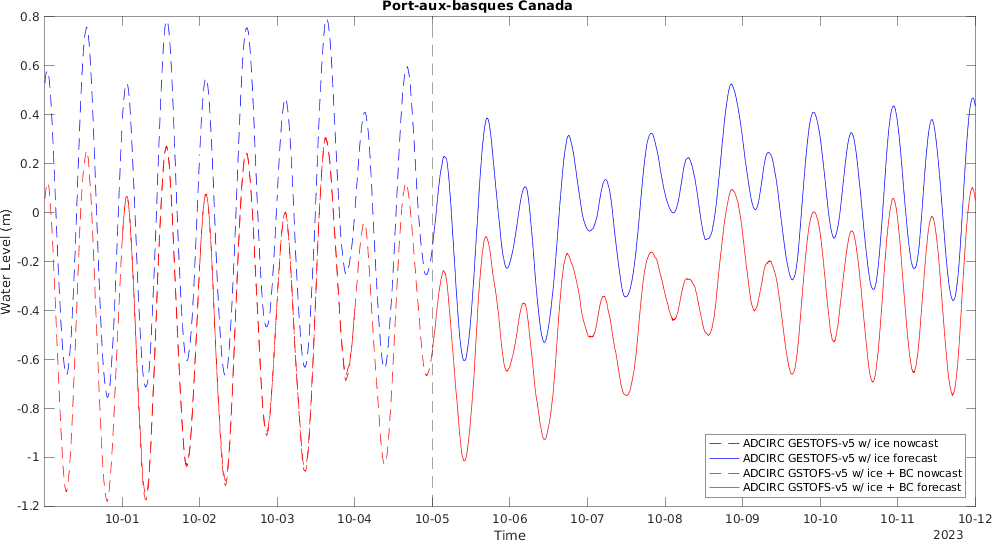 Port-aux-basques Canada
0.8
0.6
0.4
0.2
0
-0.2
-0.4
-0.6
-0.8
-1
-1.2
Water Level (m)
ADCIRC GESTOFS-v5 w/ ice nowcast
ADCIRC GESTOFS-v5 w/ ice forecast
ADCIRC GSTOFS-v5 w/ ice + BC nowcast
ADCIRC GSTOFS-v5 w/ ice + BC forecast
10-01 10-02 10-03 10-04 10-05 10-06 10-07 10-08 10-09 10-10 10-11 10-12
Time
2023